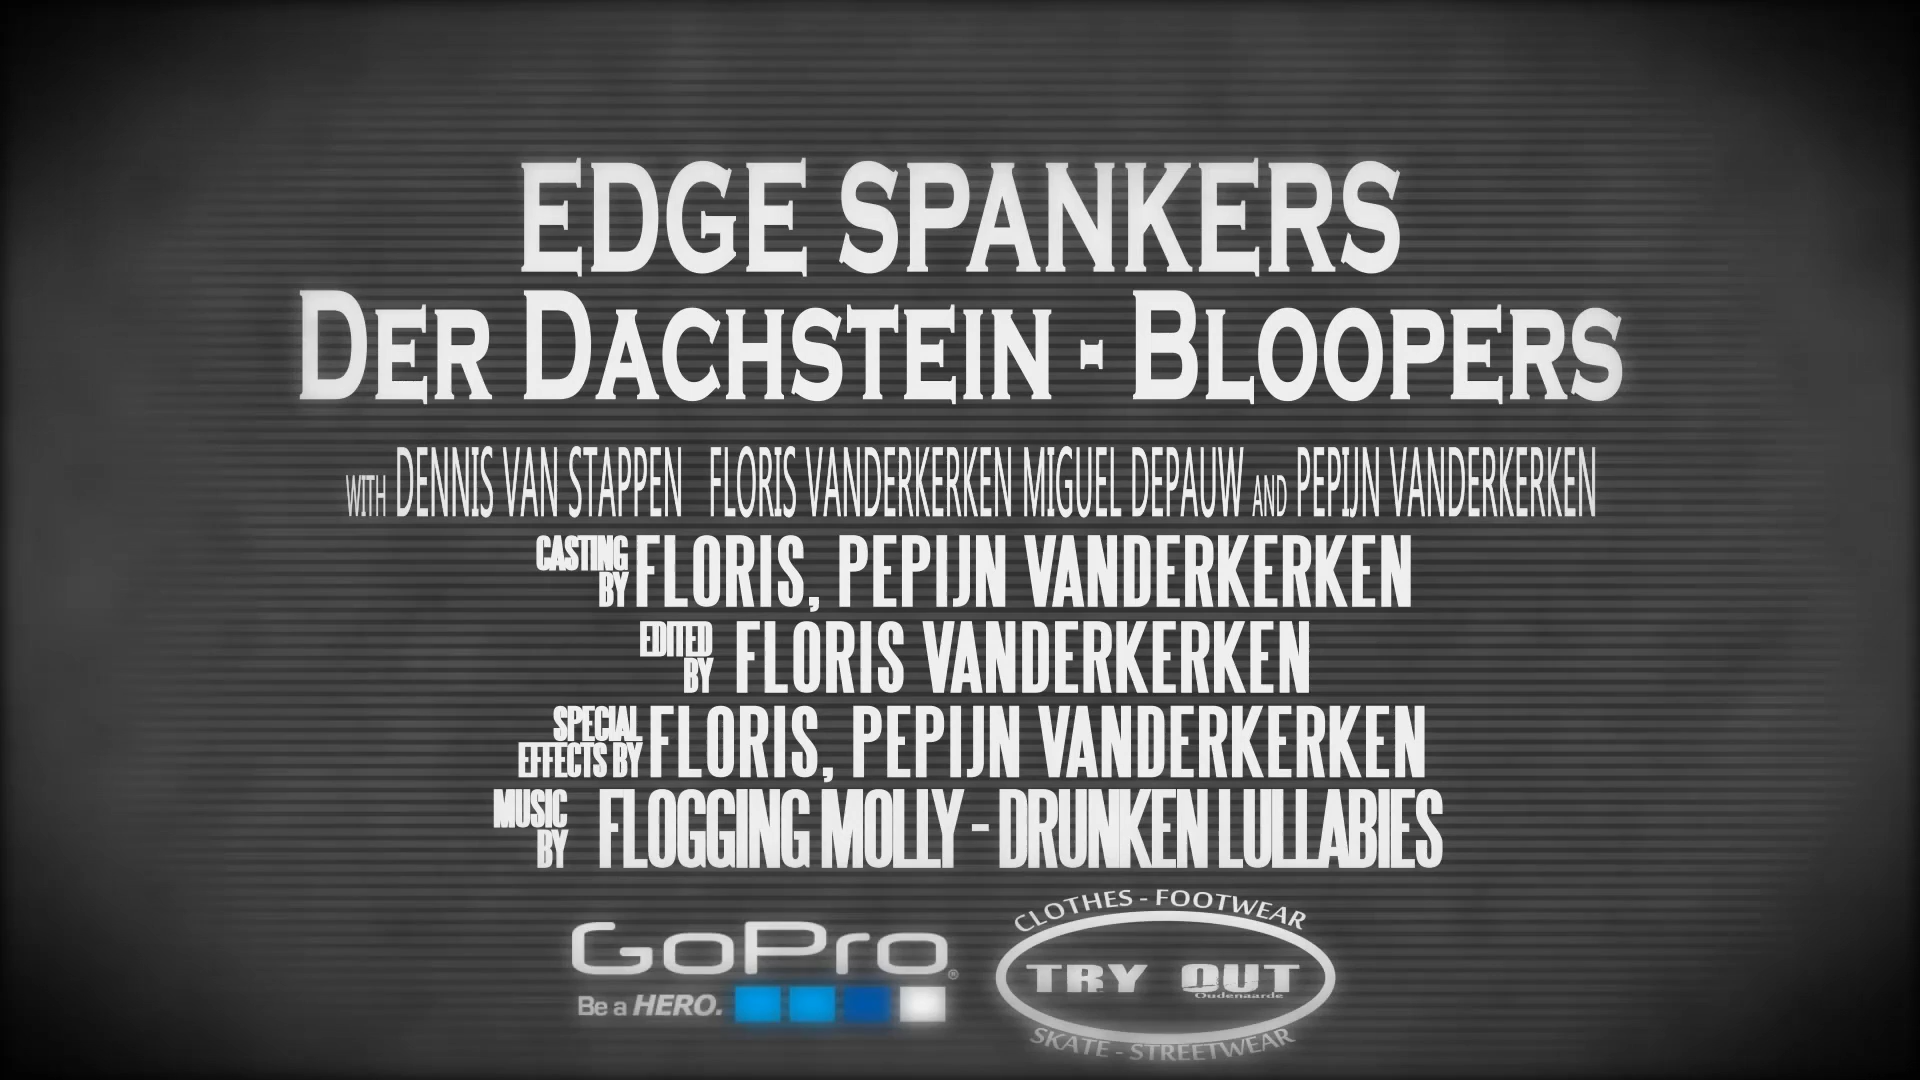 EDGE SPANKERS
DER DACHSTEIN - BLOOPERS
WITH DENNIS VAN STAPPEN FLORIS VANDERKERKEN MIGUEL DEPAUW AND PEPIJN VANDERKERKEN
CASTING BY FLORIS, PEPIJN VANDERKERKEN
EDITED BY FLORIS VANDERKERKEN
SPECIAL EFFECTS BY FLORIS, PEPIJN VANDERKERKEN
MUSIC BY FLOGGING MOLLY - DRUNKEN LULLABIES
GoPro®
Be a HERO.
CLOTHES - FOOTWEAR
TRY OUT
Oudenaarde
SKATE - STREETWEAR